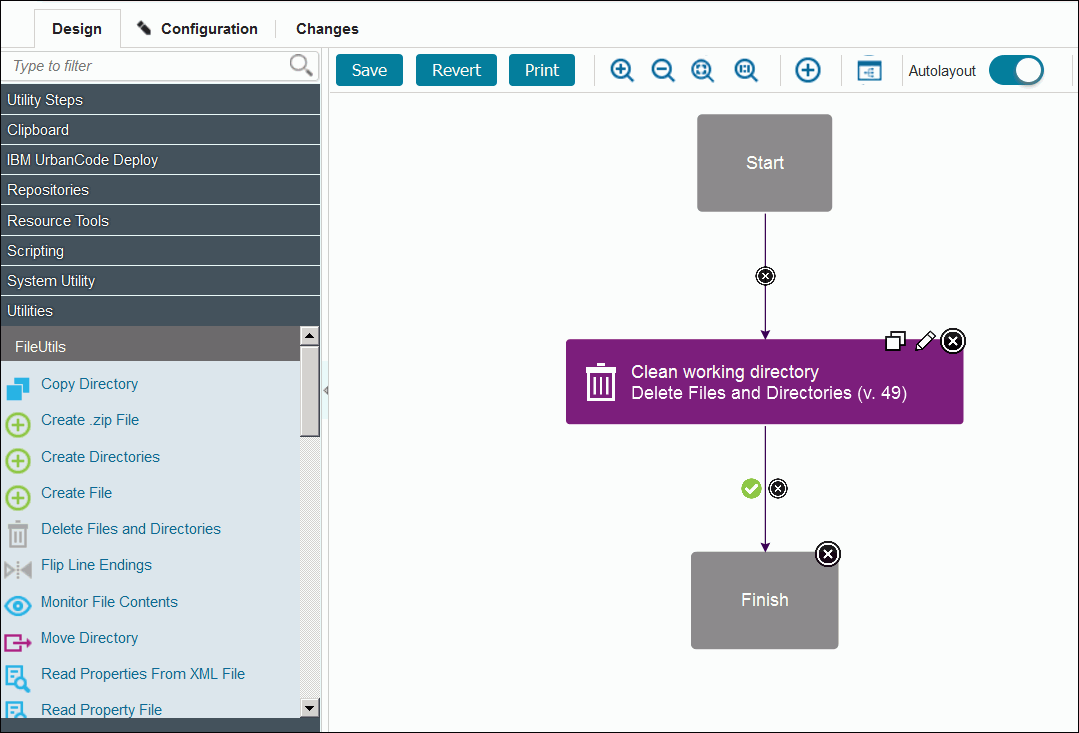 Design
Configuration
Changes
Type to filter
Save
Revert
Print
Autolayout
Utility Steps
Clipboard
IBM UrbanCode Deploy
Repositories
Resource Tools
Scripting
System Utility
Utilities
FileUtils
Copy Directory
Create .zip File
Create Directories
Create File
Delete Files and Directories
Flip Line Endings
Monitor File Contents
Move Directory
Read Properties From XML File
Read Property File
Start
Clean working directory
Delete Files and Directories (v. 49)
Finish